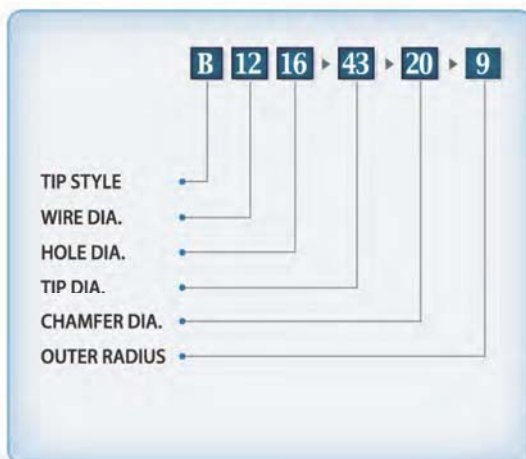 B 12 16 ▸ 43 ▸ 20 ▸ 9
TIP STYLE
WIRE DIA.
HOLE DIA.
TIP DIA.
CHAMFER DIA.
OUTER RADIUS